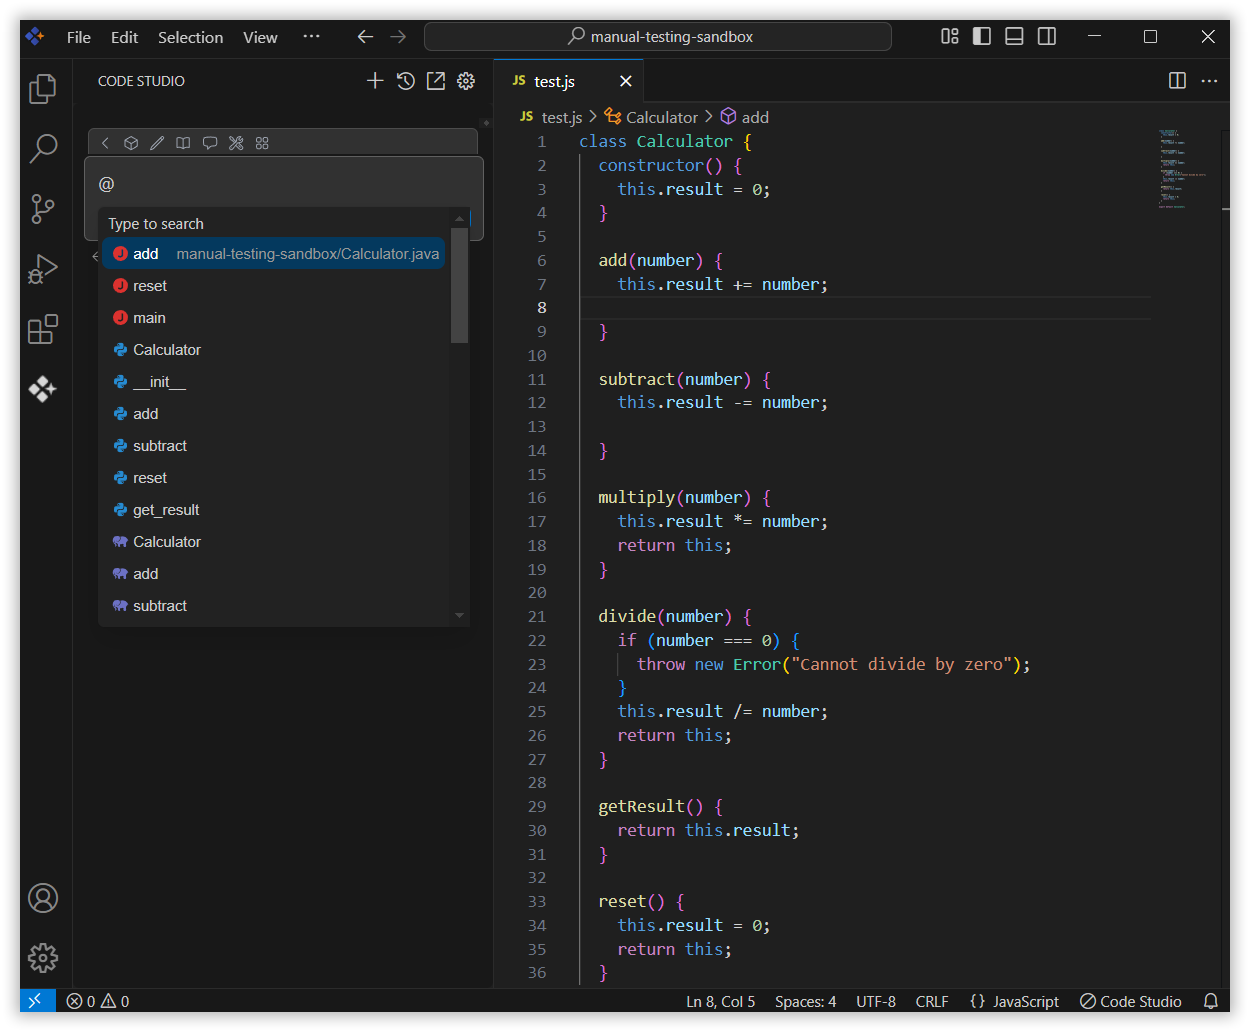 File Edit Selection View ··· manual-testing-sandbox
CODE STUDIO
@
Type to search
add manual-testing-sandbox/Calculator.java
reset
main
Calculator
__init__
add
subtract
reset
get_result
Calculator
add
subtract
JS test.js
JS test.js > Calculator > add
1 class Calculator {
2 constructor() {
3 this.result = 0;
4 }
5
6 add(number) {
7 this.result += number;
8
9 }
10
11 subtract(number) {
12 this.result -= number;
13
14 }
15
16 multiply(number) {
17 this.result *= number;
18 return this;
19 }
20
21 divide(number) {
22 if (number === 0) {
23 throw new Error("Cannot divide by zero");
24 }
25 this.result /= number;
26 return this;
27 }
28
29 getResult() {
30 return this.result;
31 }
32
33 reset() {
34 this.result = 0;
35 return this;
36 }
0 0 Ln 8, Col 5 Spaces: 4 UTF-8 CRLF {} JavaScript Code Studio